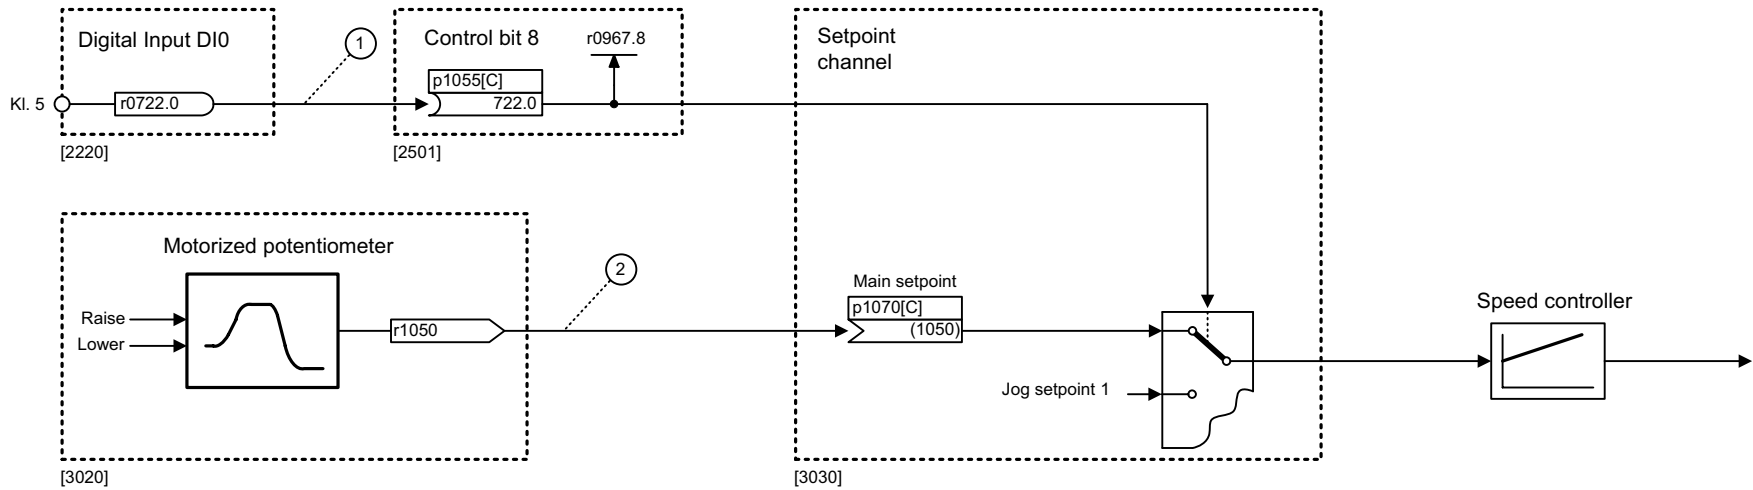 Digital Input DI0
1
Control bit 8
r0967.8
Setpoint
channel
p1055[C]
Kl. 5
r0722.0
722.0
[2220]
[2501]
Motorized potentiometer
2
Main setpoint
p1070[C]
Speed controller
Raise
r1050
(1050)
Lower
Jog setpoint 1
[3020]
[3030]